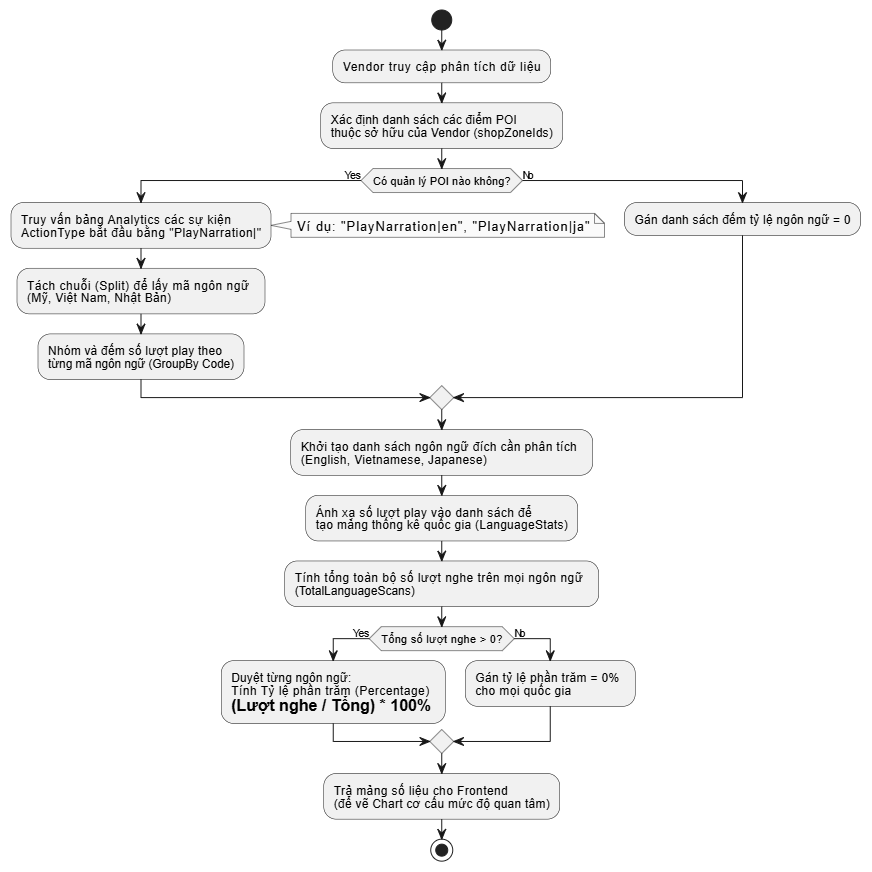 Vendor truy cập phân tích dữ liệu
Xác định danh sách các điểm POI
thuộc sở hữu của Vendor (shopZoneIds)
Yes
Có quản lý POI nào không?
No
Truy vấn bảng Analytics các sự kiện
ActionType bắt đầu bằng "PlayNarration|"
Ví dụ: "PlayNarration|en", "PlayNarration|ja"
Gán danh sách đếm tỷ lệ ngôn ngữ = 0
Tách chuỗi (Split) để lấy mã ngôn ngữ
(Mỹ, Việt Nam, Nhật Bản)
Nhóm và đếm số lượt play theo
từng mã ngôn ngữ (GroupBy Code)
Khởi tạo danh sách ngôn ngữ đích cần phân tích
(English, Vietnamese, Japanese)
Ánh xạ số lượt play vào danh sách để
tạo mảng thống kê quốc gia (LanguageStats)
Tính tổng toàn bộ số lượt nghe trên mọi ngôn ngữ
(TotalLanguageScans)
Yes
Tổng số lượt nghe > 0?
No
Duyệt từng ngôn ngữ:
Tính Tỷ lệ phần trăm (Percentage)
(Lượt nghe / Tổng) * 100%
Gán tỷ lệ phần trăm = 0%
cho mọi quốc gia
Trả mảng số liệu cho Frontend
(để vẽ Chart cơ cấu mức độ quan tâm)